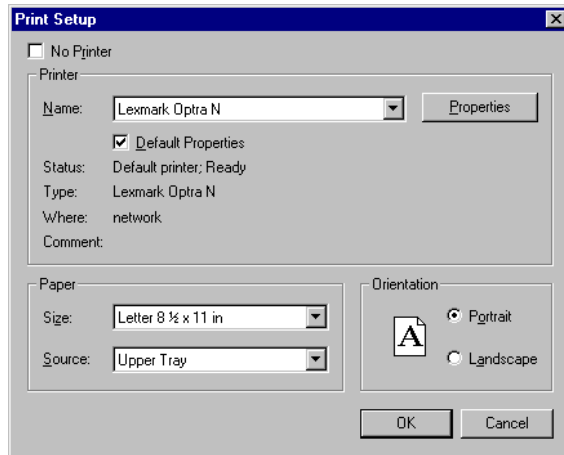 Print Setup
No Printer
Printer
Name: Lexmark Optra N Properties
Default Properties
Status: Default printer; Ready
Type: Lexmark Optra N
Where: network
Comment:
Paper
Size: Letter 8 ½ x 11 in
Source: Upper Tray
Orientation
A
Portrait
Landscape
OK Cancel